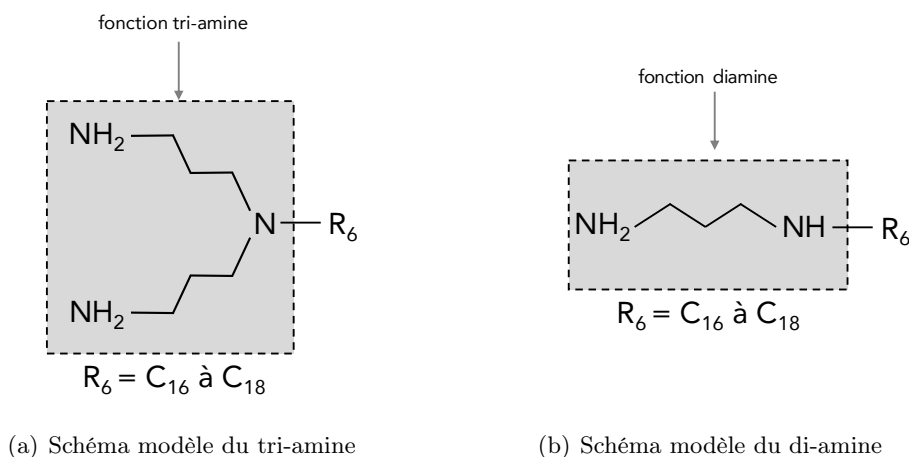 fonction tri-amine
NH₂
N
R₆
NH₂
R₆ = C₁₆ à C₁₈
(a) Schéma modèle du tri-amine
fonction diamine
NH₂
NH
R₆
R₆ = C₁₆ à C₁₈
(b) Schéma modèle du di-amine